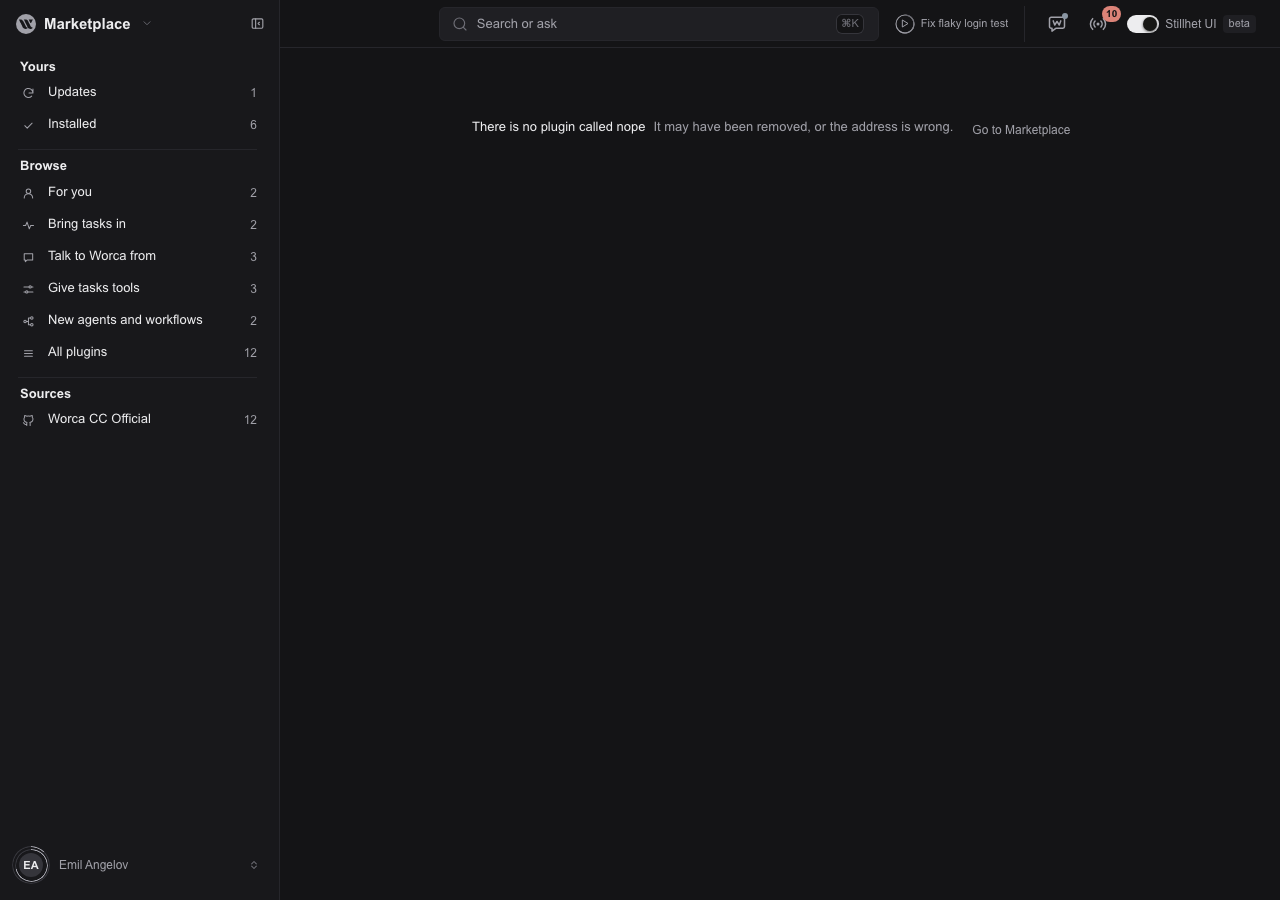 Marketplace
Search or ask
⌘K
Fix flaky login test
10
Stillhet UI
beta
Yours
Updates 1
Installed 6
Browse
For you 2
Bring tasks in 2
Talk to Worca from 3
Give tasks tools 3
New agents and workflows 2
All plugins 12
Sources
Worca CC Official 12
There is no plugin called nope It may have been removed, or the address is wrong. Go to Marketplace
EA
Emil Angelov